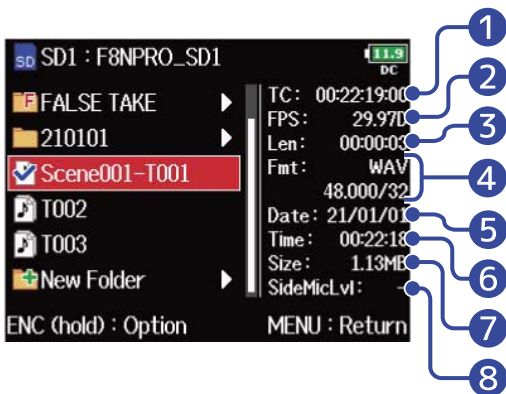 SD SD1 : F8NPRO_SD1
11.9
DC
F FALSE TAKE
210101
Scene001-T001
T002
T003
New Folder
ENC (hold) : Option
TC: 00:22:19:00
FPS: 29.97D
Len: 00:00:03
Fmt: WAV
48.000/32
Date: 21/01/01
Time: 00:22:18
Size: 1.13MB
SideMicLvl: -
MENU : Return
1
2
3
4
5
6
7
8